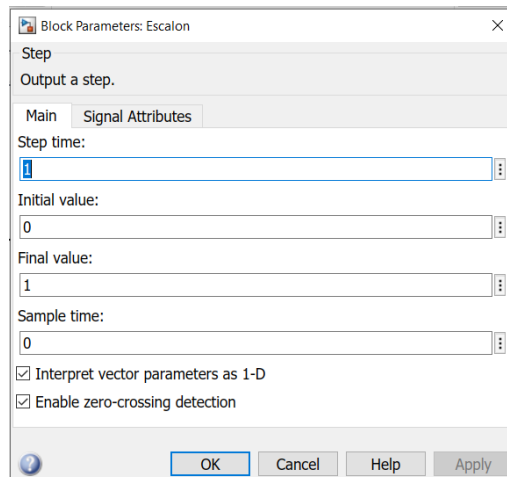 Block Parameters: Escalon
Step
Output a step.
Main Signal Attributes
Step time:
1
Initial value:
0
Final value:
1
Sample time:
0
Interpret vector parameters as 1-D
Enable zero-crossing detection
OK Cancel Help Apply